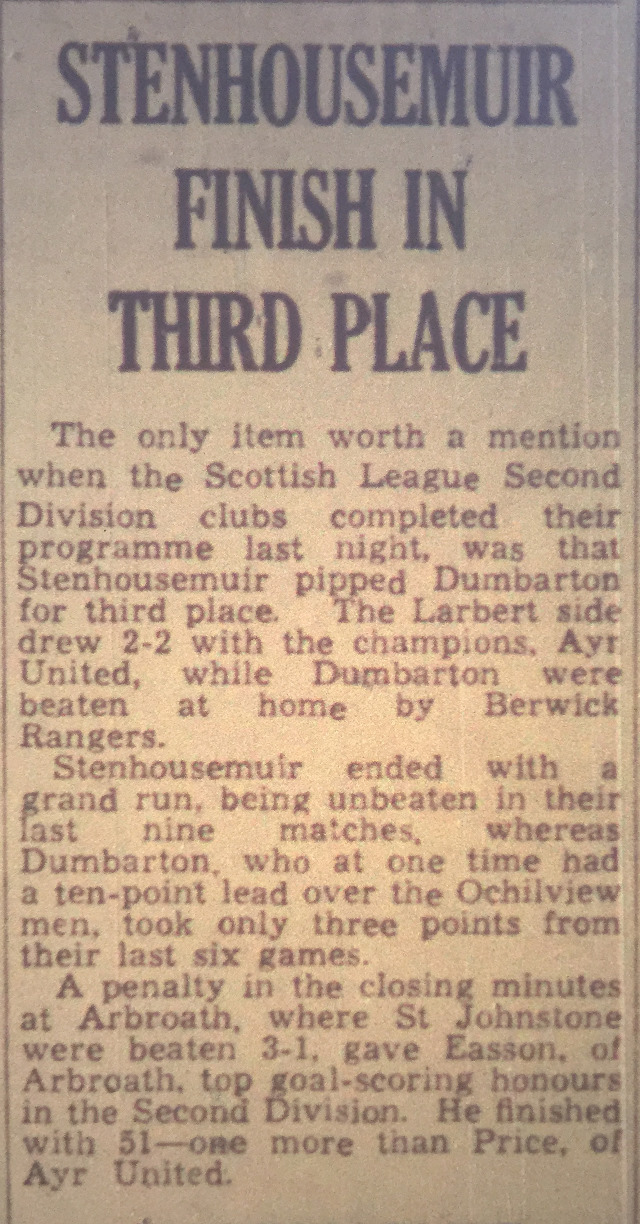 STENHOUSEMUIR
FINISH IN
THIRD PLACE
The only item worth a mention
when the Scottish League Second
Division clubs completed their
programme last night, was that
Stenhousemuir pipped Dumbarton
for third place. The Larbert side
drew 2-2 with the champions, Ayr
United, while Dumbarton were
beaten at home by Berwick
Rangers.
Stenhousemuir ended with a
grand run, being unbeaten in their
last nine matches, whereas
Dumbarton, who at one time had
a ten-point lead over the Ochilview
men, took only three points from
their last six games.
A penalty in the closing minutes
at Arbroath, where St Johnstone
were beaten 3-1, gave Easson, of
Arbroath, top goal-scoring honours
in the Second Division. He finished
with 51—one more than Price, of
Ayr United.